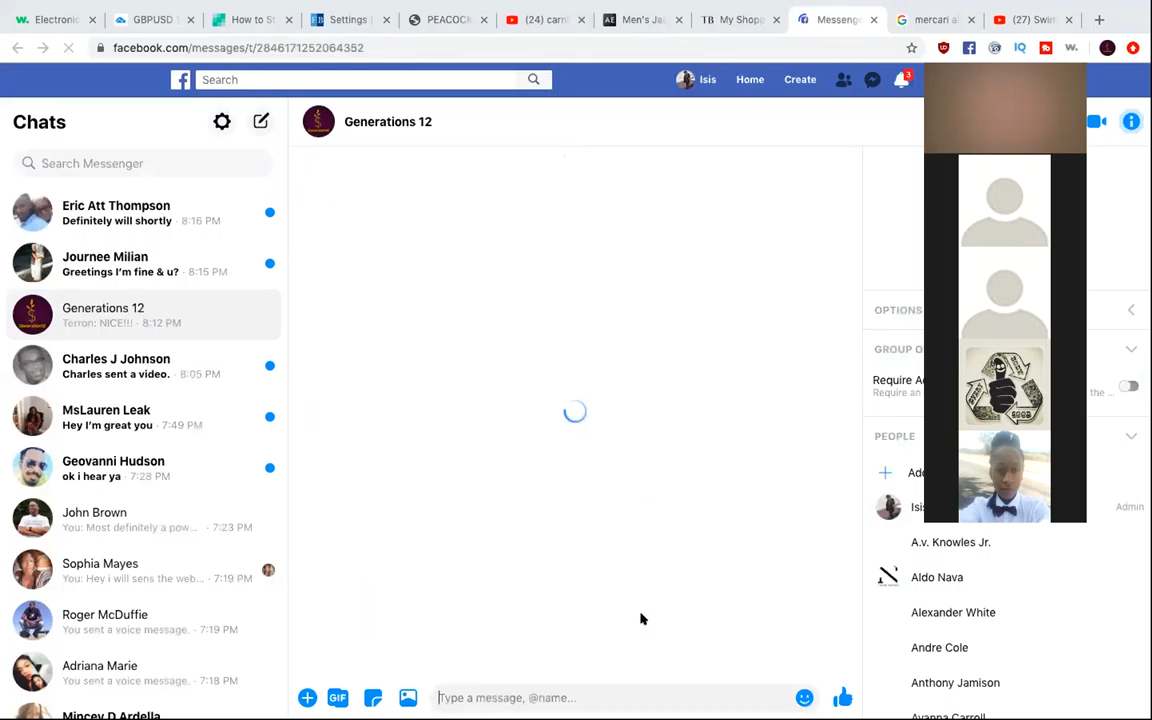 Electronic
GBPUSD
How to St
Settings |
PEACOCK
(24) carni
Men's Jac
My Shopp
Messenge
mercari a
(27) Swim
facebook.com/messages/t/2846171252064352
Search
Isis
Home
Create
3
Chats
Generations 12
Search Messenger
Eric Att Thompson
Definitely will shortly · 8:16 PM
Journee Milian
Greetings I'm fine & u? · 8:15 PM
Generations 12
Terron: NICE!!! · 8:12 PM
Charles J Johnson
Charles sent a video. · 8:05 PM
MsLauren Leak
Hey I'm great you · 7:49 PM
Geovanni Hudson
ok i hear ya · 7:28 PM
John Brown
You: Most definitely a pow... · 7:23 PM
Sophia Mayes
You: Hey i will sens the web... · 7:19 PM
Roger McDuffie
You sent a voice message. · 7:19 PM
Adriana Marie
You sent a voice message. · 7:18 PM
Mincey D Ardella
GIF
Type a message, @name...
OPTIONS
GROUP O
Require A
Require an
the ...
PEOPLE
Ad
Isi
Admin
A.v. Knowles Jr.
Aldo Nava
Alexander White
Andre Cole
Anthony Jamison
Ayanna Carroll